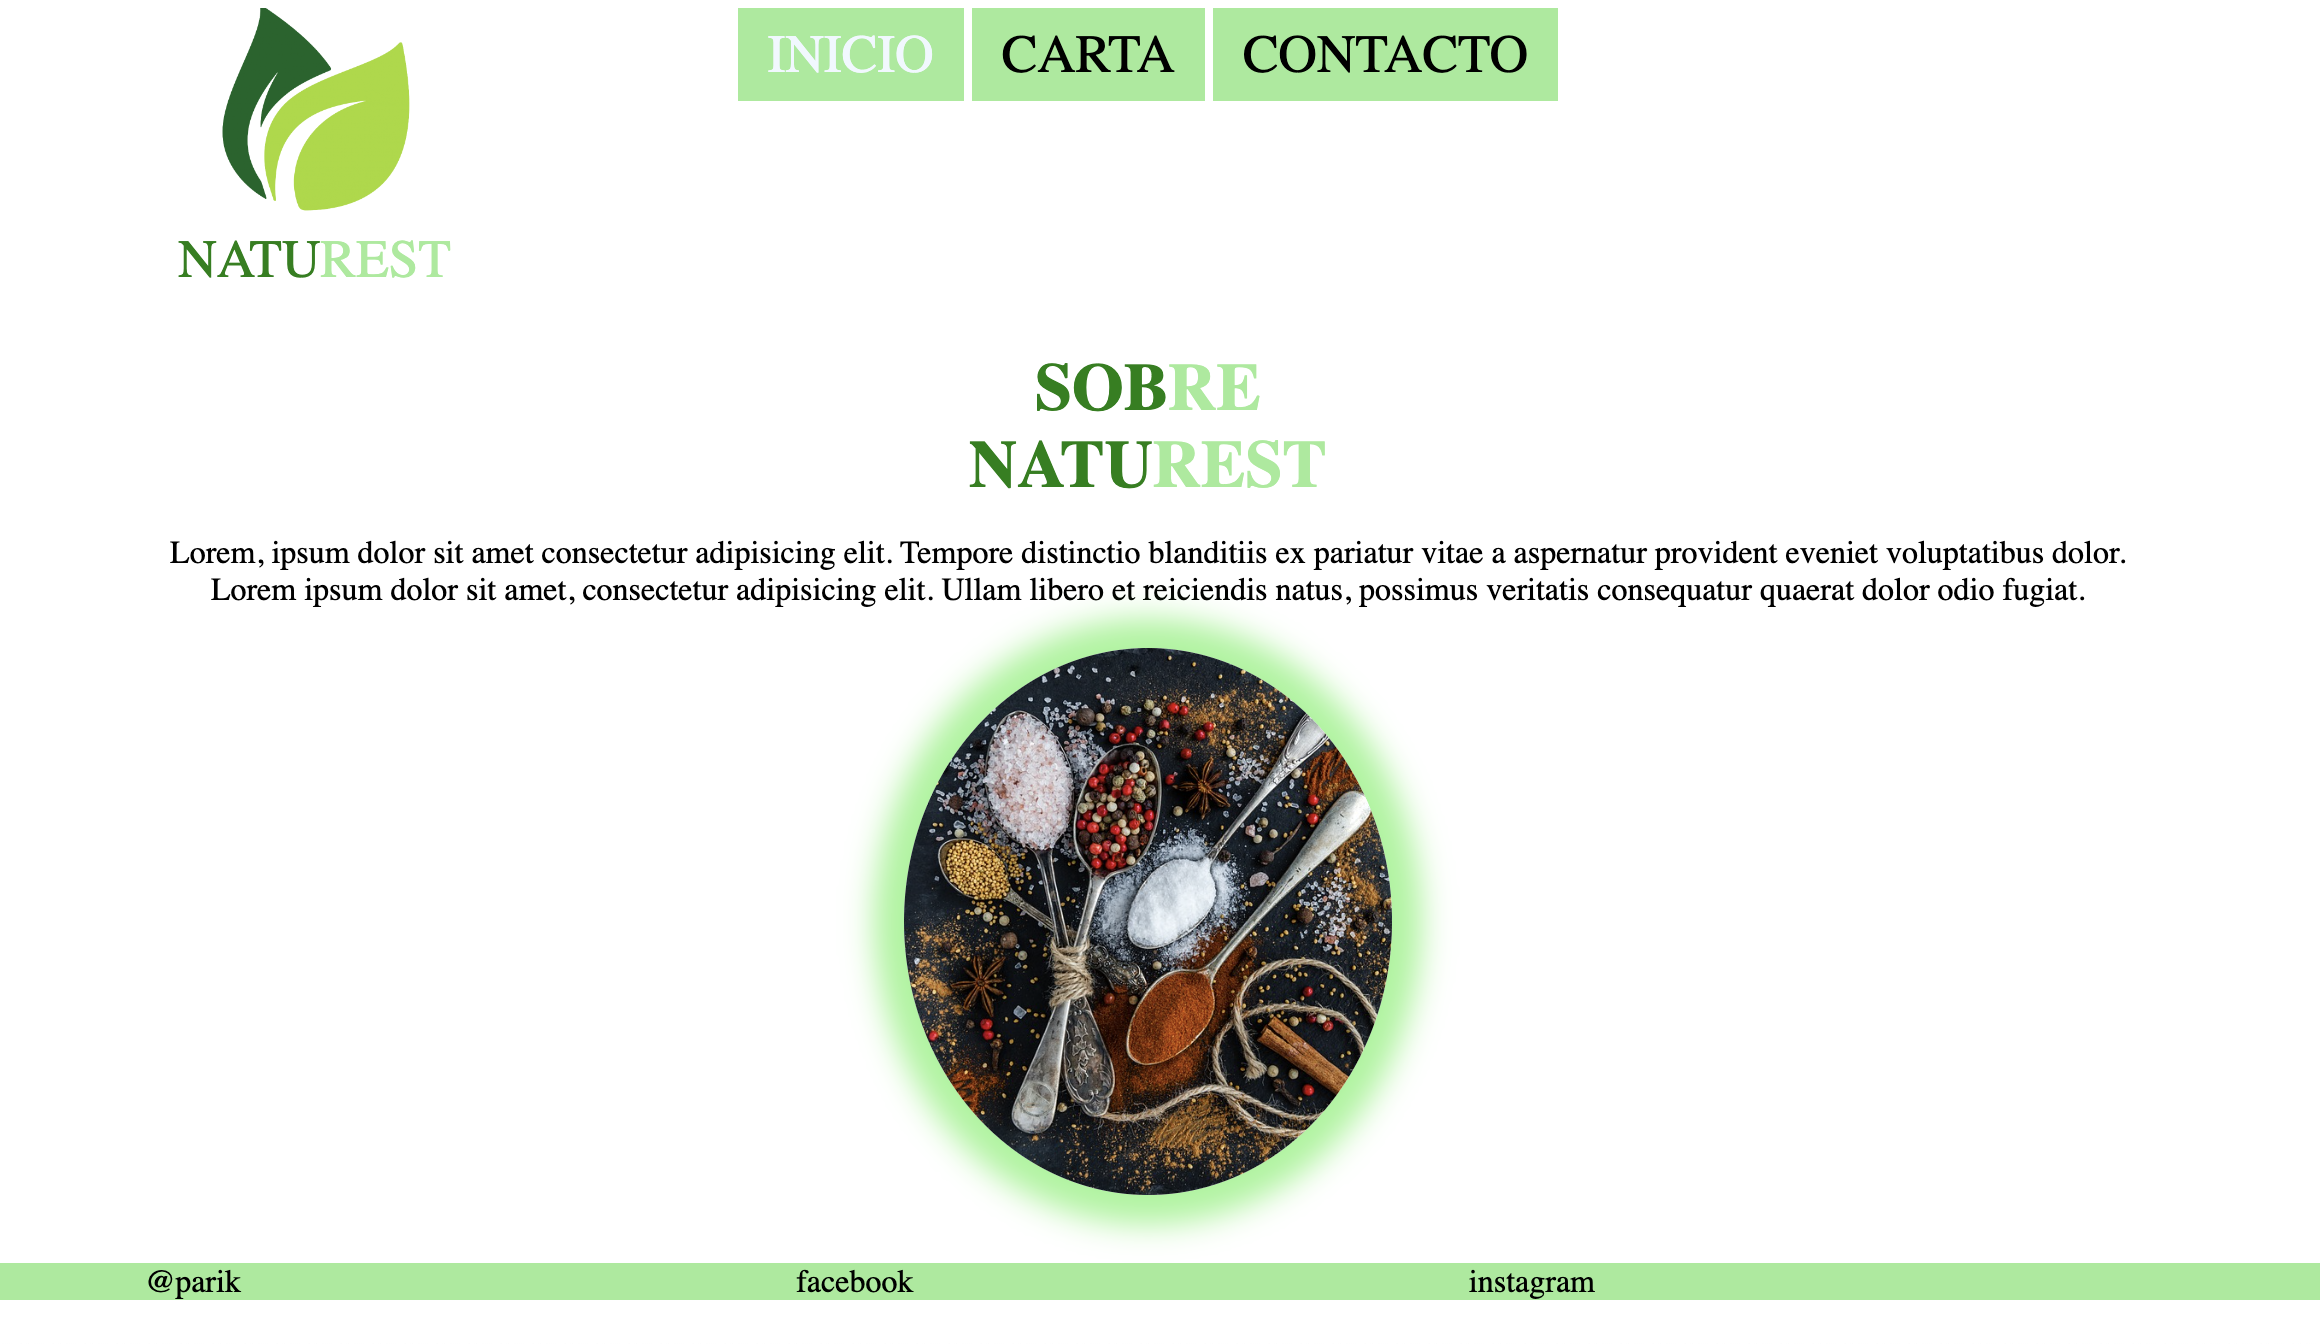 INICIO CARTA CONTACTO
NATUREST
SOBRE
NATUREST
Lorem, ipsum dolor sit amet consectetur adipisicing elit. Tempore distinctio blanditiis ex pariatur vitae a aspernatur provident eveniet voluptatibus dolor.
Lorem ipsum dolor sit amet, consectetur adipisicing elit. Ullam libero et reiciendis natus, possimus veritatis consequatur quaerat dolor odio fugiat.
@parik facebook instagram